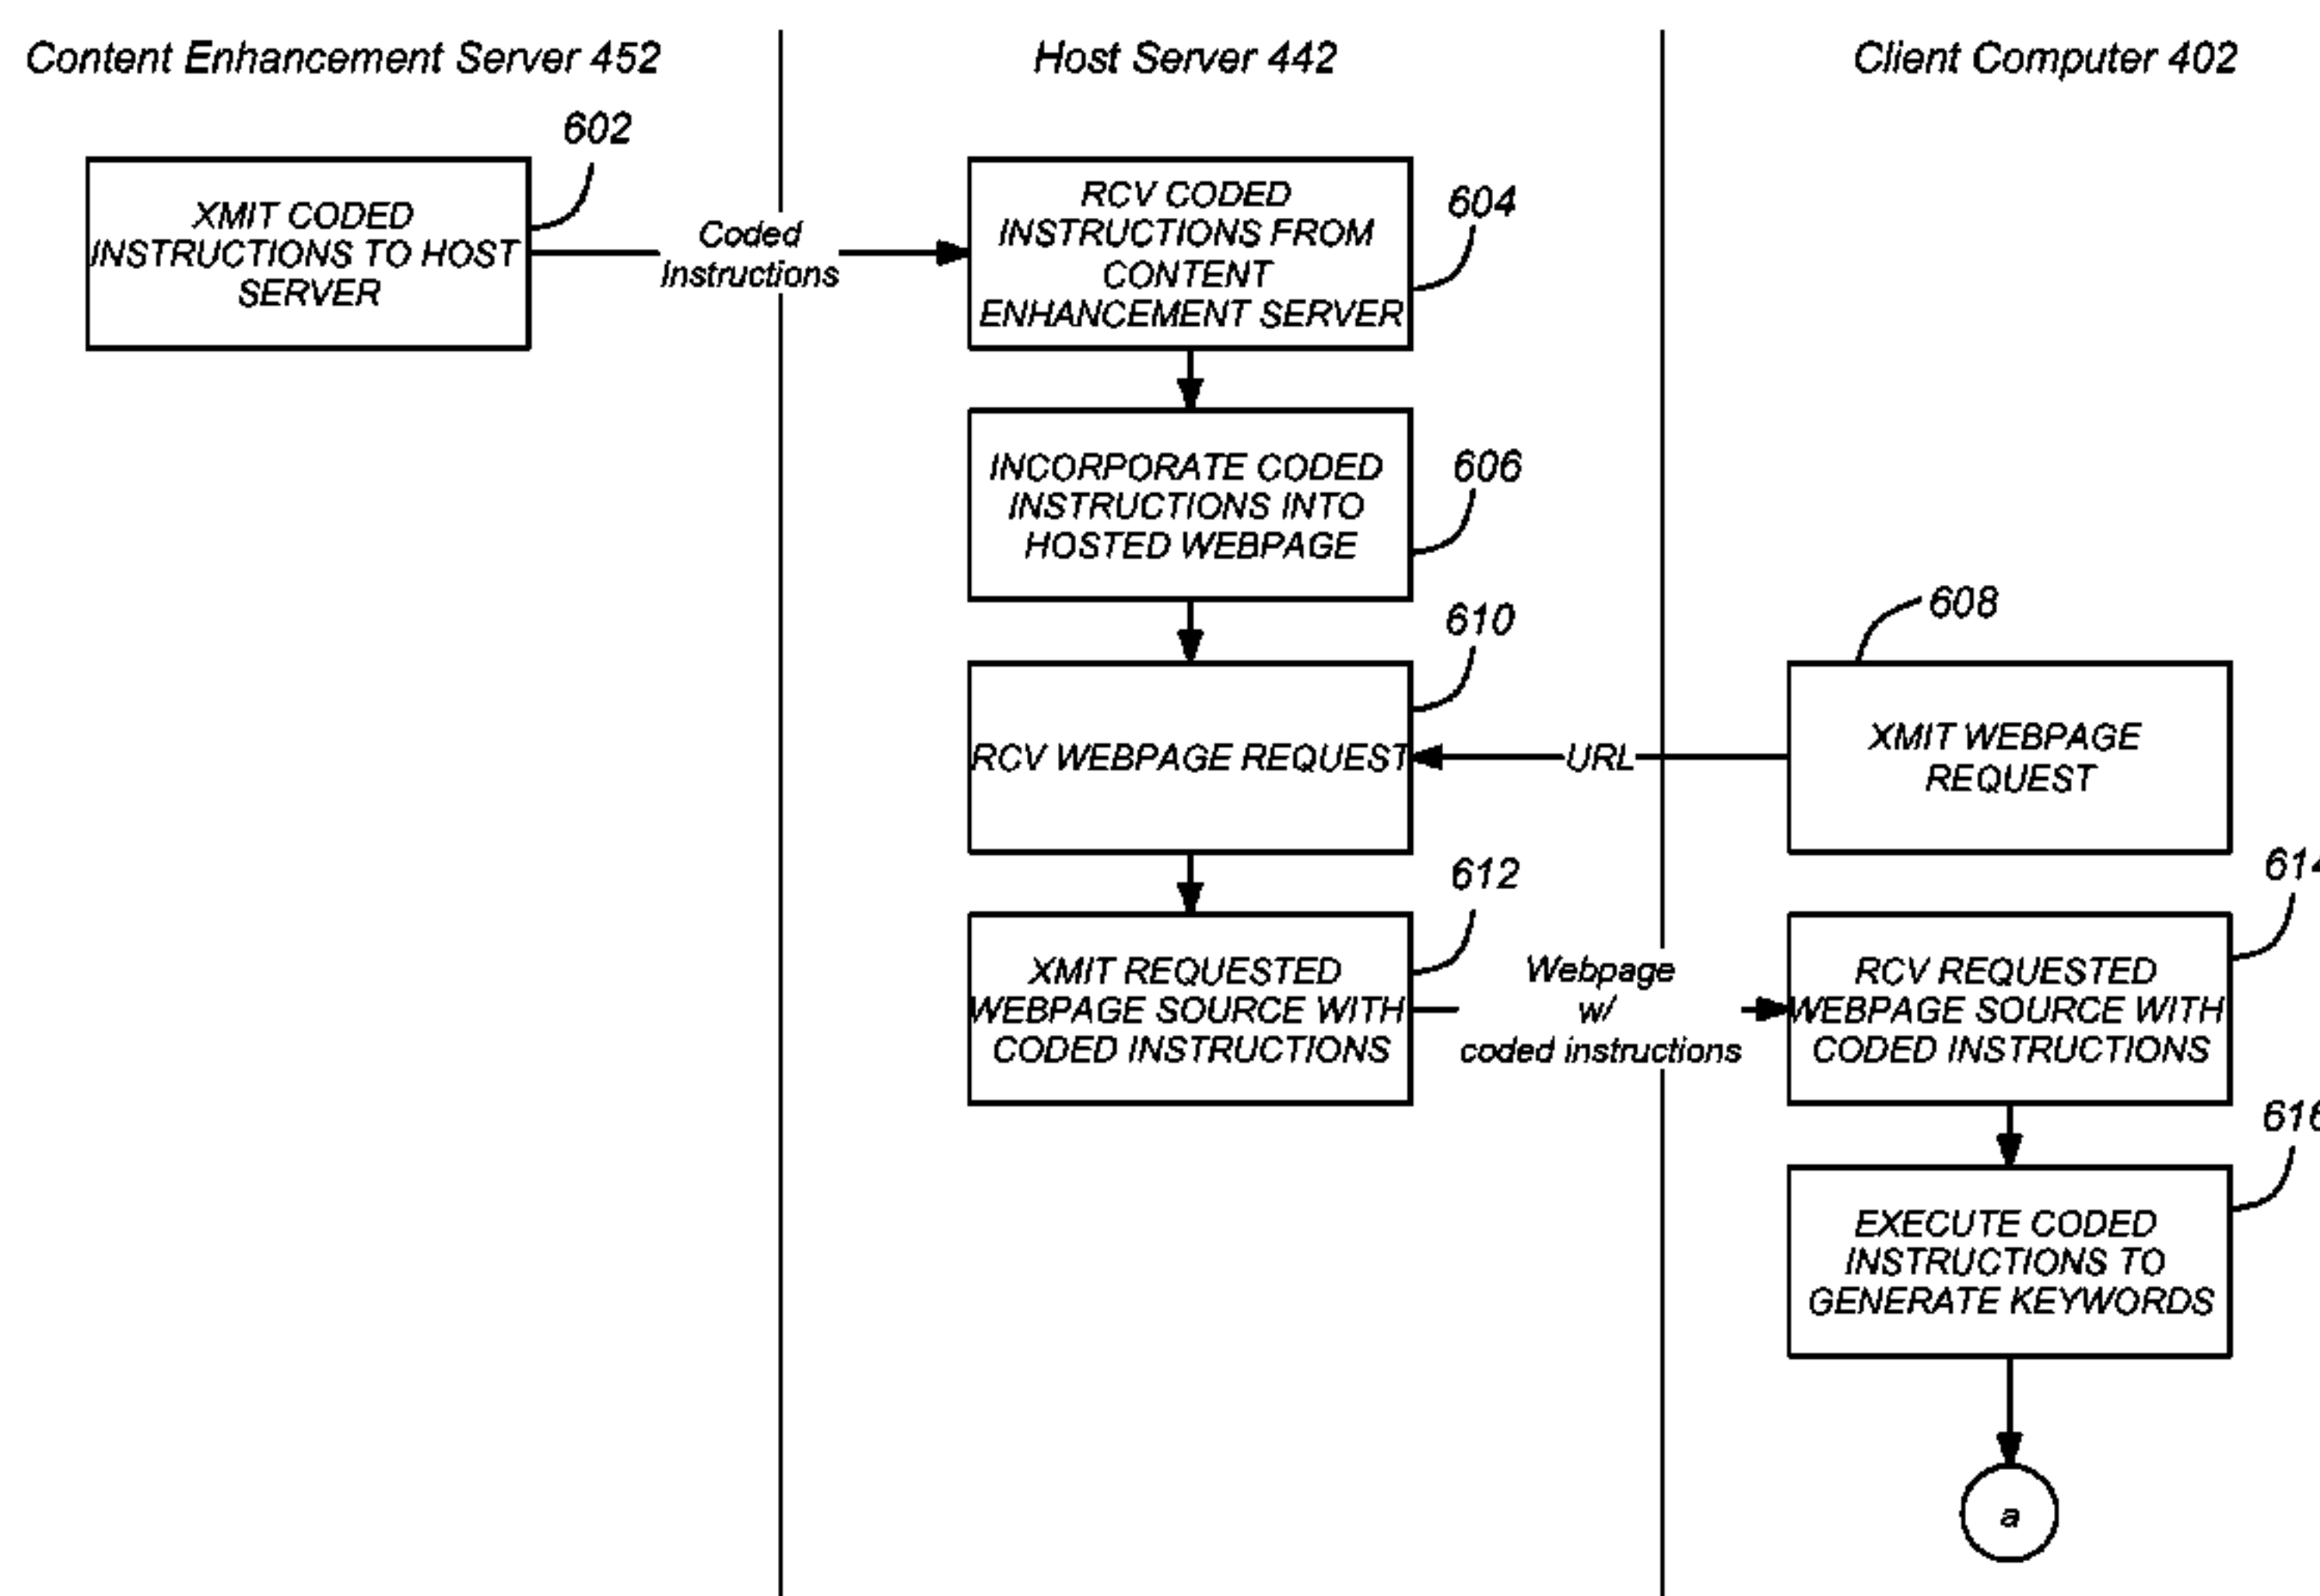 Content Enhancement Server 452
Host Server 442
Client Computer 402
602
XMIT CODED
INSTRUCTIONS TO HOST
SERVER
Coded
Instructions
604
RCV CODED
INSTRUCTIONS FROM
CONTENT
ENHANCEMENT SERVER
606
INCORPORATE CODED
INSTRUCTIONS INTO
HOSTED WEBPAGE
608
610
RCV WEBPAGE REQUEST
URL
XMIT WEBPAGE
REQUEST
612
XMIT REQUESTED
WEBPAGE SOURCE WITH
CODED INSTRUCTIONS
Webpage
w/
coded instructions
614
RCV REQUESTED
WEBPAGE SOURCE WITH
CODED INSTRUCTIONS
616
EXECUTE CODED
INSTRUCTIONS TO
GENERATE KEYWORDS
a